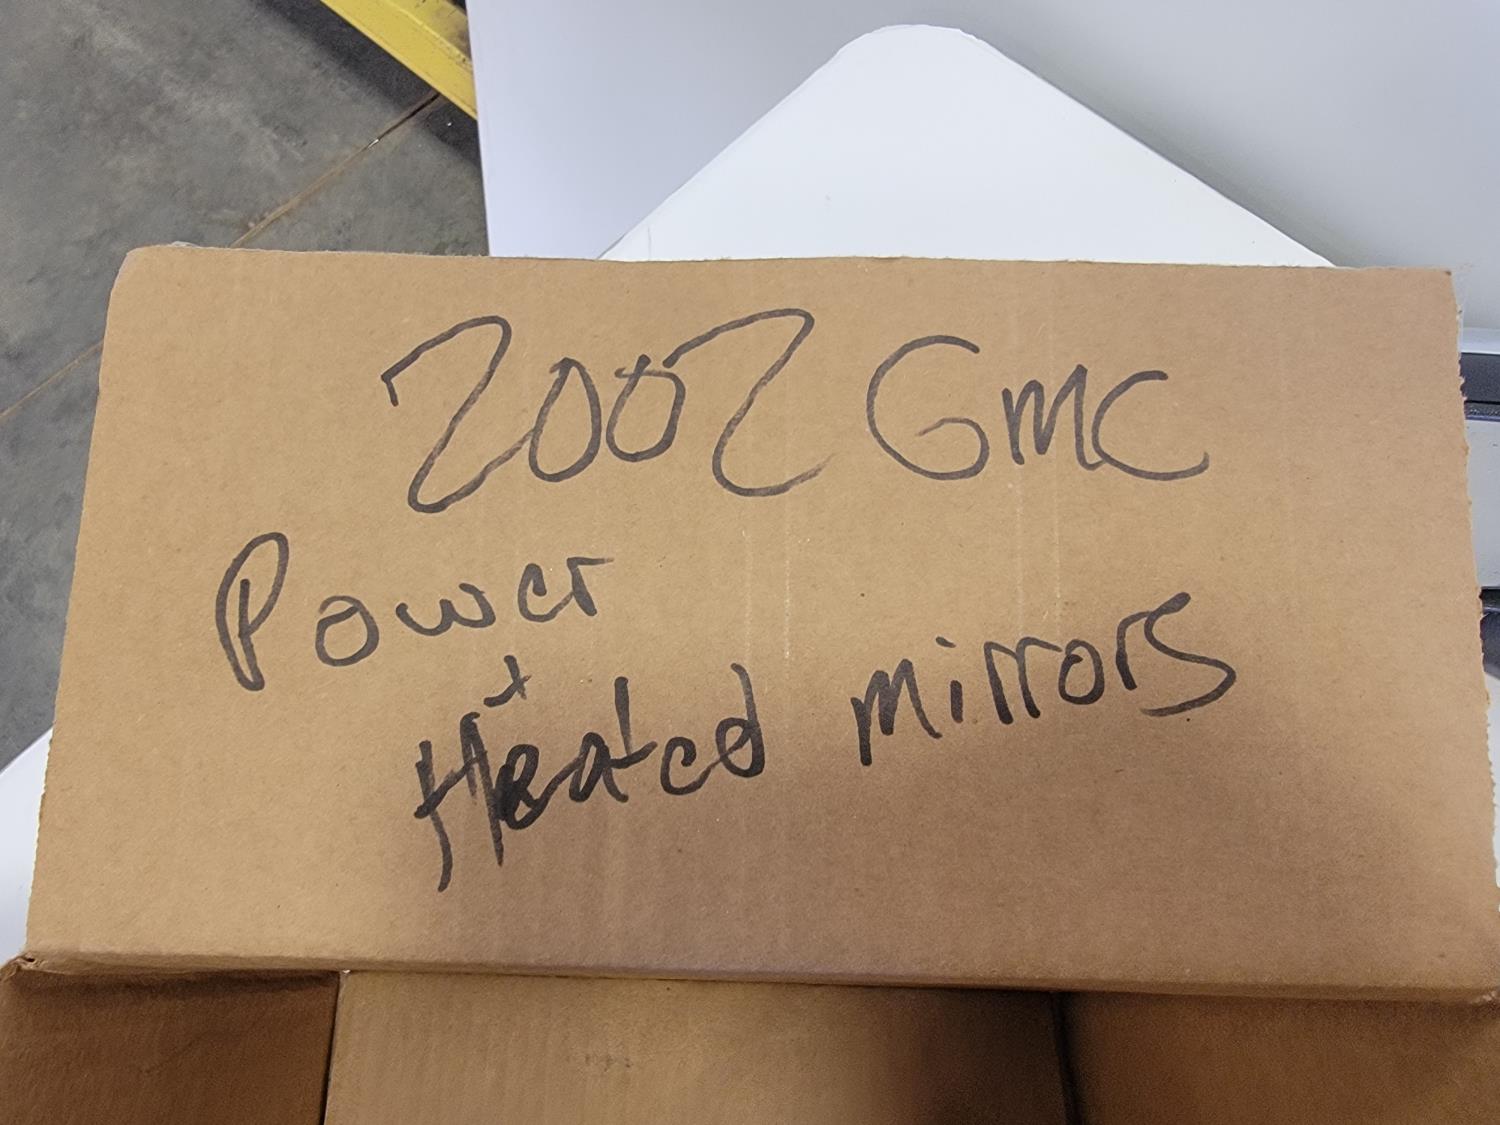 2002 GMC
Power
+
Heated mirrors